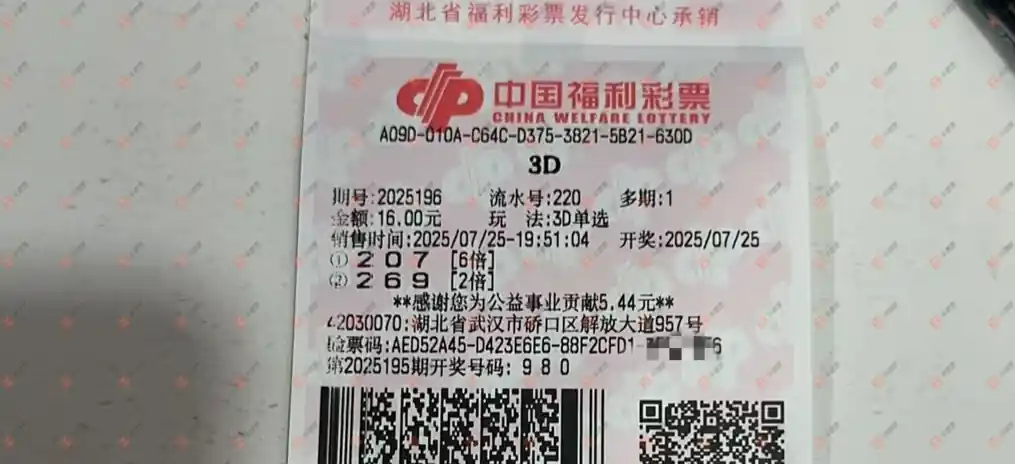 湖北省福利彩票发行中心承销
中国福利彩票
CHINA WELFARE LOTTERY
A09D-010A-C64C-D375-3821-5B21-630D
3D
期号:2025196 流水号:220 多期:1
金额:16.00元 玩 法:3D单选
销售时间:2025/07/25-19:51:04 开奖:2025/07/25
① 2 0 7 [6倍]
② 2 6 9 [2倍]
**感谢您为公益事业贡献5.44元**
42030070:湖北省武汉市硚口区解放大道957号
验票码:AED52A45-D423E6E6-88F2CFD1-
第2025195期开奖号码: 9 8 0